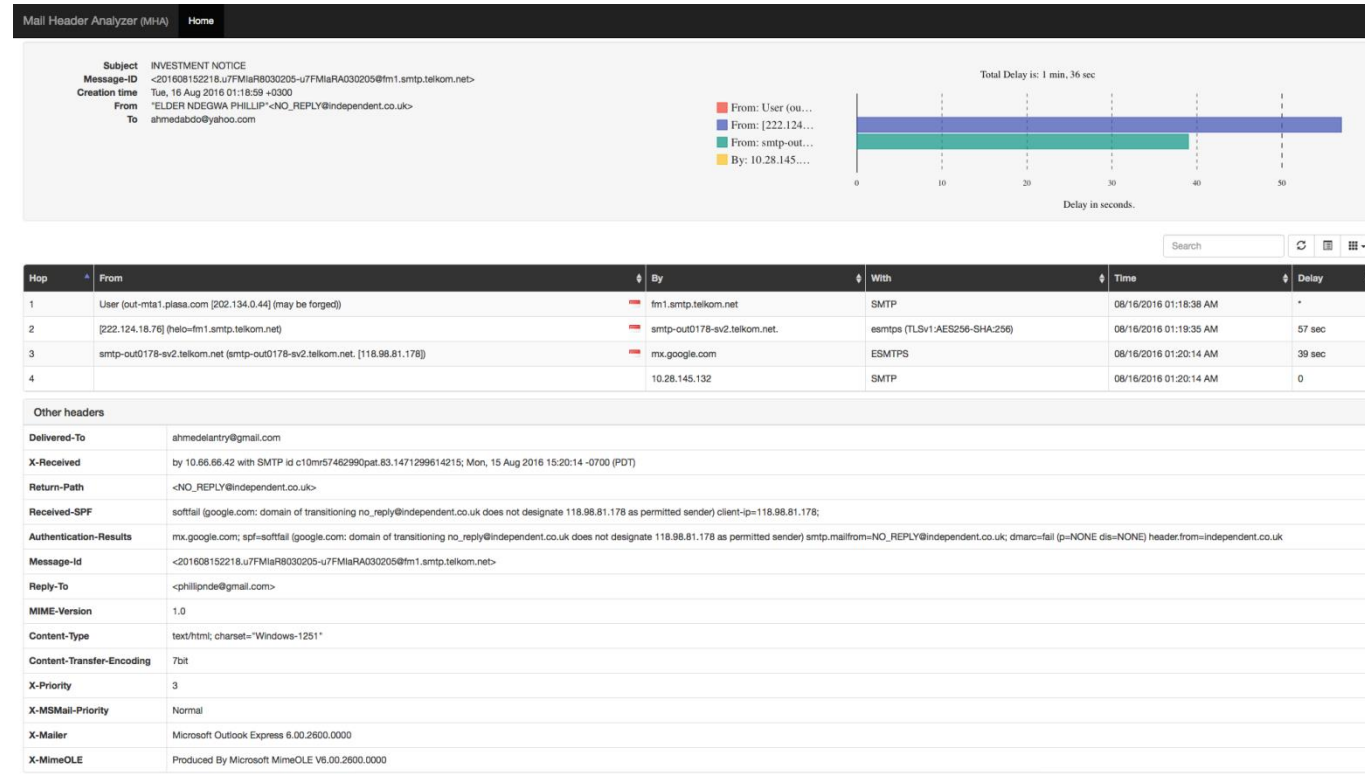 Mail Header Analyzer (MHA) Home
Subject INVESTMENT NOTICE
Message-ID <201608152218.u7FMIaR8030205-u7FMIaRA030205@fm1.smtp.telkom.net>
Creation time Tue, 16 Aug 2016 01:18:59 +0300
From "ELDER NDEGWA PHILLIP"<NO_REPLY@independent.co.uk>
To ahmedabdo@yahoo.com
Total Delay is: 1 min, 36 sec
From: User (ou...
From: [222.124...
From: smtp-out...
By: 10.28.145....
0 10 20 30 40 50
Delay in seconds.
Search
Hop From By With Time Delay
1 User (out-mta1.plasa.com [202.134.0.44] (may be forged)) fm1.smtp.telkom.net SMTP 08/16/2016 01:18:38 AM *
2 [222.124.18.76] (helo=fm1.smtp.telkom.net) smtp-out0178-sv2.telkom.net. esmtps (TLSv1:AES256-SHA:256) 08/16/2016 01:19:35 AM 57 sec
3 smtp-out0178-sv2.telkom.net (smtp-out0178-sv2.telkom.net. [118.98.81.178]) mx.google.com ESMTPS 08/16/2016 01:20:14 AM 39 sec
4 10.28.145.132 SMTP 08/16/2016 01:20:14 AM 0
Other headers
Delivered-To ahmedelantry@gmail.com
X-Received by 10.66.66.42 with SMTP id c10mr57462990pat.83.1471299614215; Mon, 15 Aug 2016 15:20:14 -0700 (PDT)
Return-Path <NO_REPLY@independent.co.uk>
Received-SPF softfail (google.com: domain of transitioning no_reply@independent.co.uk does not designate 118.98.81.178 as permitted sender) client-ip=118.98.81.178;
Authentication-Results mx.google.com; spf=softfail (google.com: domain of transitioning no_reply@independent.co.uk does not designate 118.98.81.178 as permitted sender) smtp.mailfrom=NO_REPLY@independent.co.uk; dmarc=fail (p=NONE dis=NONE) header.from=independent.co.uk
Message-Id <201608152218.u7FMIaR8030205-u7FMIaRA030205@fm1.smtp.telkom.net>
Reply-To <phillipnde@gmail.com>
MIME-Version 1.0
Content-Type text/html; charset="Windows-1251"
Content-Transfer-Encoding 7bit
X-Priority 3
X-MSMail-Priority Normal
X-Mailer Microsoft Outlook Express 6.00.2600.0000
X-MimeOLE Produced By Microsoft MimeOLE V6.00.2600.0000